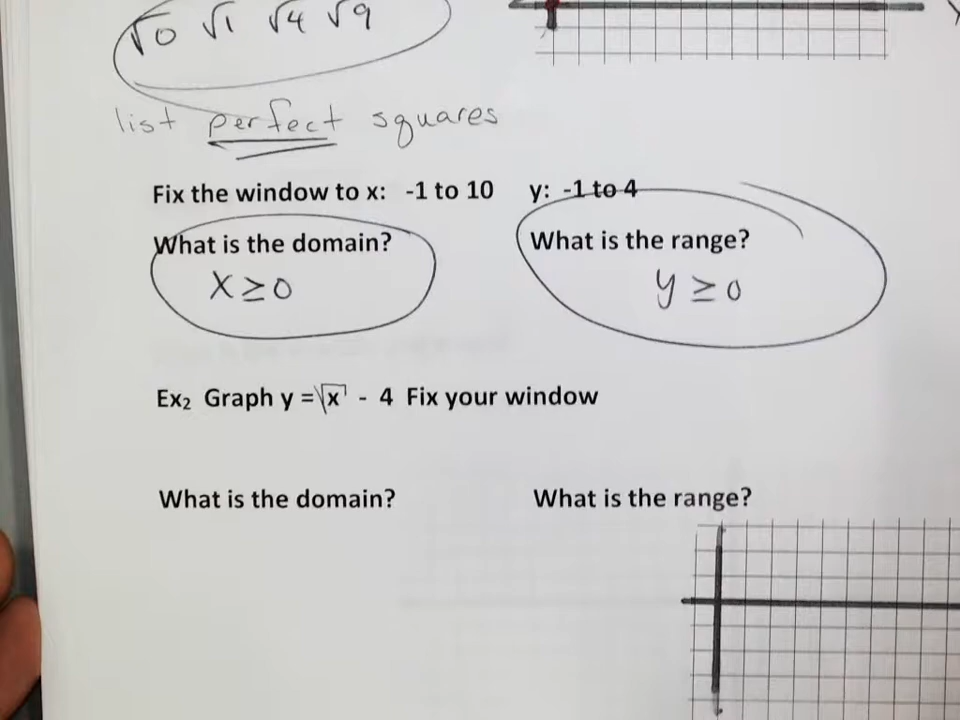 √0 √1 √4 √9
list perfect squares
Fix the window to x: -1 to 10 y: -1 to 4
What is the domain? What is the range?
x ≥ 0 y ≥ 0
Ex2 Graph y = √x - 4 Fix your window
What is the domain? What is the range?